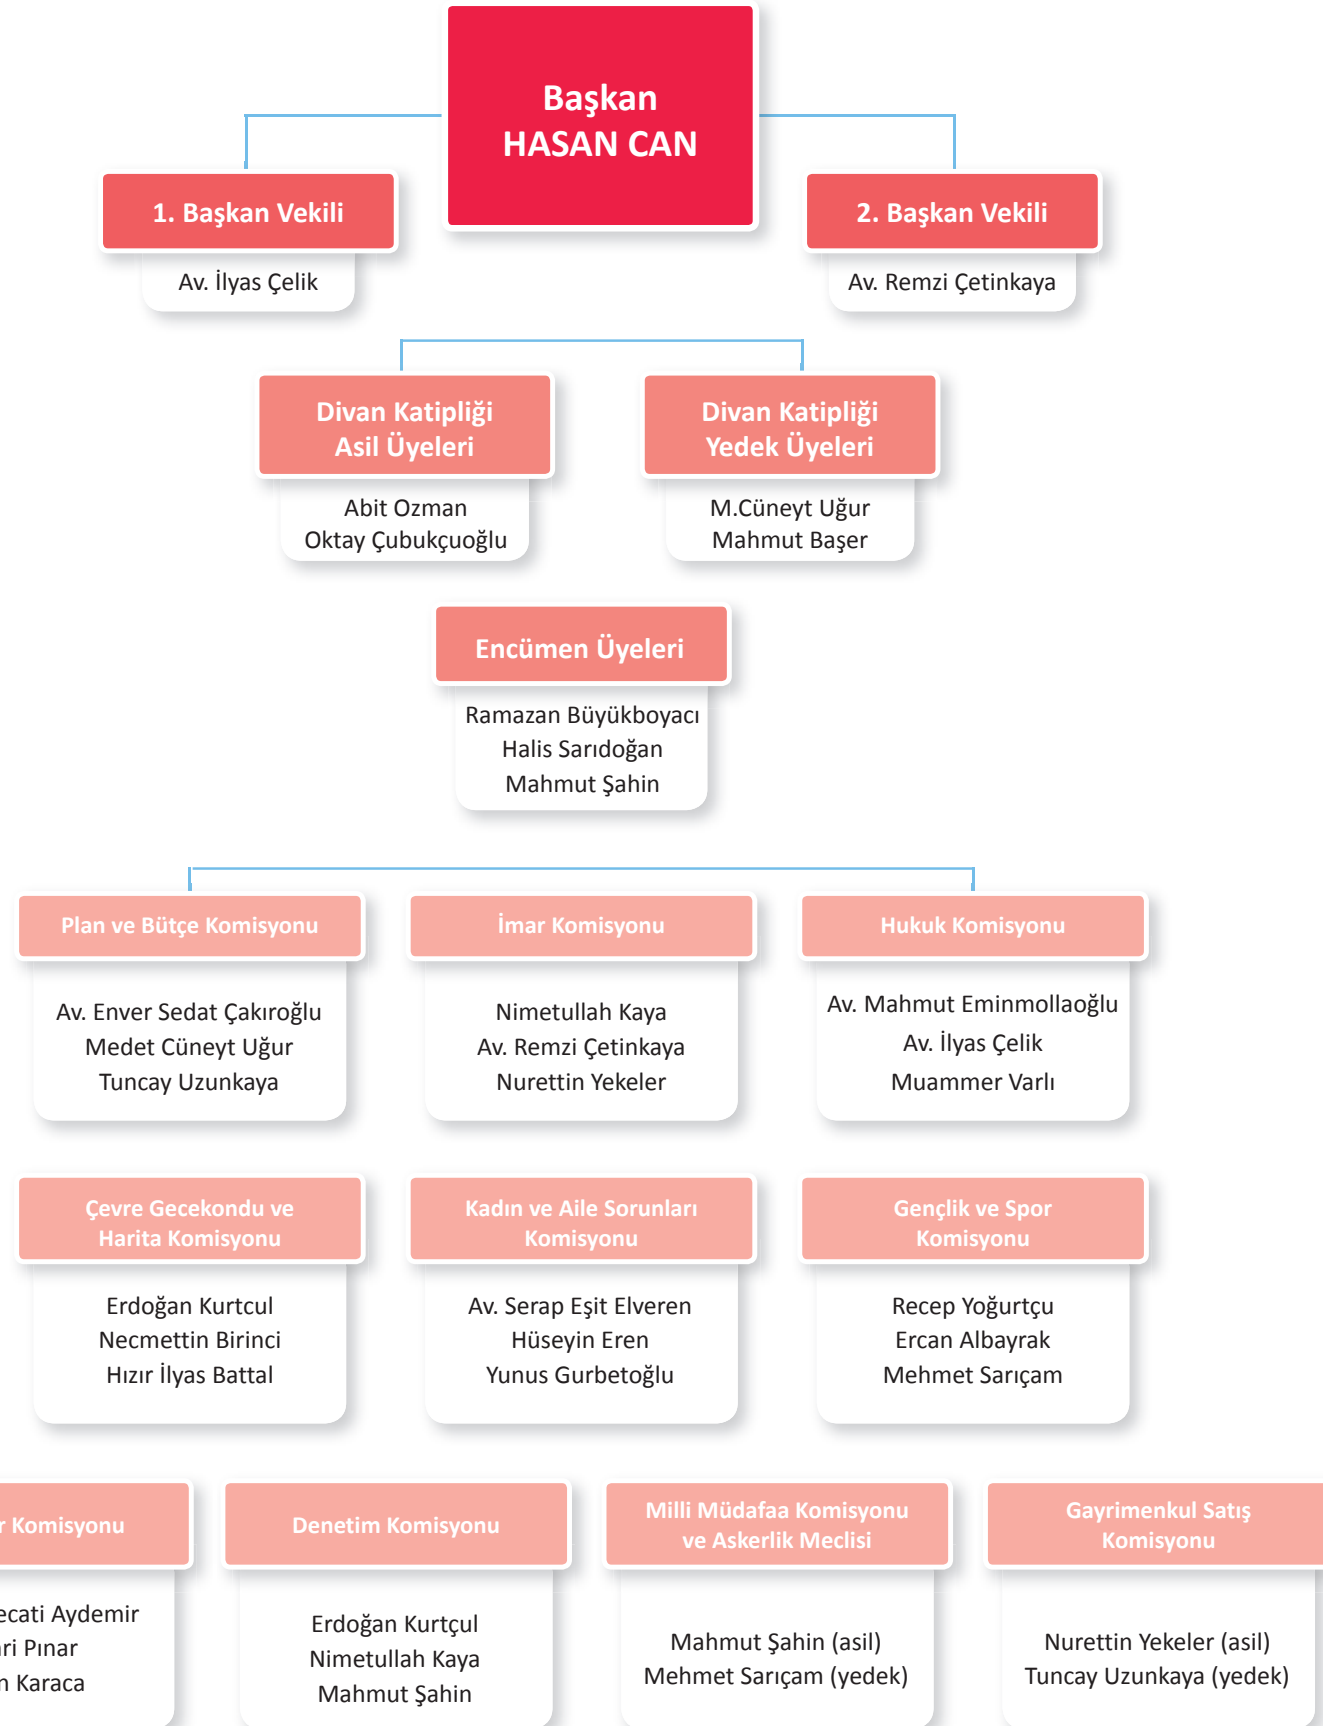 Başkan
HASAN CAN
1. Başkan Vekili
Av. İlyas Çelik
2. Başkan Vekili
Av. Remzi Çetinkaya
Divan Katipliği
Asil Üyeleri
Abit Ozman
Oktay Çubukçuoğlu
Divan Katipliği
Yedek Üyeleri
M.Cüneyt Uğur
Mahmut Başer
Encümen Üyeleri
Ramazan Büyükboyacı
Halis Sarıdoğan
Mahmut Şahin
Plan ve Bütçe Komisyonu
Av. Enver Sedat Çakıroğlu
Medet Cüneyt Uğur
Tuncay Uzunkaya
İmar Komisyonu
Nimetullah Kaya
Av. Remzi Çetinkaya
Nurettin Yekeler
Hukuk Komisyonu
Av. Mahmut Eminmollaoğlu
Av. İlyas Çelik
Muammer Varlı
Çevre Gecekondu ve
Harita Komisyonu
Erdoğan Kurtcul
Necmettin Birinci
Hızır İlyas Battal
Kadın ve Aile Sorunları
Komisyonu
Av. Serap Eşit Elveren
Hüseyin Eren
Yunus Gurbetoğlu
Gençlik ve Spor
Komisyonu
Recep Yoğurtçu
Ercan Albayrak
Mehmet Sarıçam
Komisyonu
Aydemir
Pınar
Karaca
Denetim Komisyonu
Erdoğan Kurtçul
Nimetullah Kaya
Mahmut Şahin
Milli Müdafaa Komisyonu
ve Askerlik Meclisi
Mahmut Şahin (asil)
Mehmet Sarıçam (yedek)
Gayrimenkul Satış
Komisyonu
Nurettin Yekeler (asil)
Tuncay Uzunkaya (yedek)